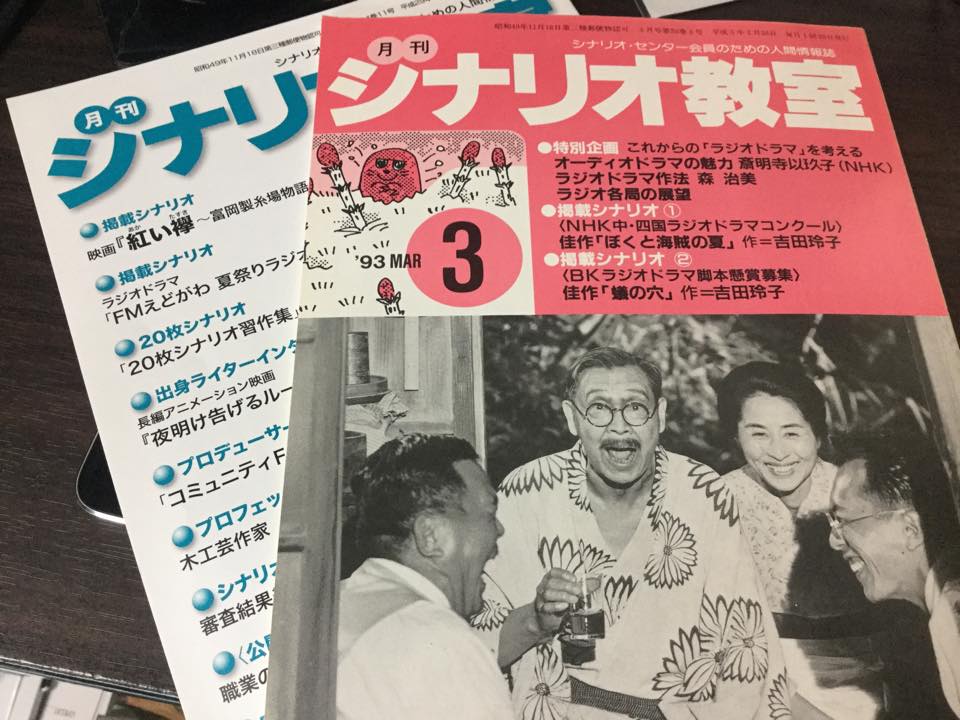 昭和49年11月18日第三種郵便物認可
月刊
シナリオ
掲載シナリオ
映画『紅い襷～富岡製糸場物語
あか
たすき
掲載シナリオ
ラジオドラマ
「FMえどがわ 夏祭りラジオ
20枚シナリオ
「20枚シナリオ習作集」
出身ライターインタ
長編アニメーション映画
『夜明け告げるルー
プロデューサー
「コミュニティF
プロフェッ
木工芸作家
シナリオ
審査結果
〈公開
職業の
昭和49年11月18日第三種郵便物認可
シナリオ・センター会員のための人間情報誌
月刊
シナリオ教室
●特別企画 これからの「ラジオドラマ」を考える
オーディオドラマの魅力 斎明寺以玖子(NHK)
ラジオドラマ作法 森 治美
ラジオ各局の展望
●掲載シナリオ ①
〈NHK中・四国ラジオドラマコンクール〉
佳作「ぼくと海賊の夏」作＝吉田玲子
●掲載シナリオ ②
〈BKラジオドラマ脚本懸賞募集〉
佳作「蟻の穴」作＝吉田玲子
'93 MAR
3